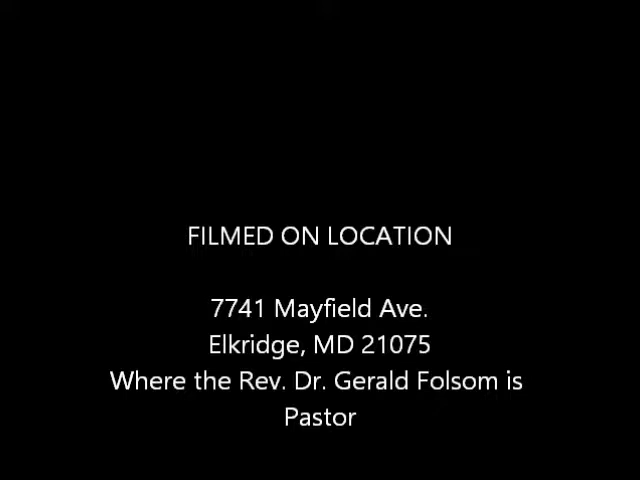 FILMED ON LOCATION
7741 Mayfield Ave.
Elkridge, MD 21075
Where the Rev. Dr. Gerald Folsom is
Pastor